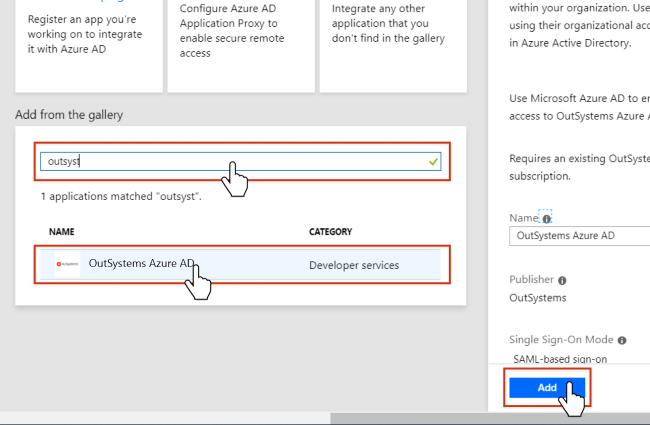 Register an app you're
working on to integrate
it with Azure AD
Configure Azure AD
Application Proxy to
enable secure remote
access
Integrate any other
application that you
don't find in the gallery
Add from the gallery
outsyst
1 applications matched "outsyst".
NAME
CATEGORY
OutSystems Azure AD
Developer services
within your organization. Use
using their organizational acc
in Azure Active Directory.
Use Microsoft Azure AD to en
access to OutSystems Azure A
Requires an existing OutSyste
subscription.
Name
OutSystems Azure AD
Publisher
OutSystems
Single Sign-On Mode
SAML-based sign-on
Add